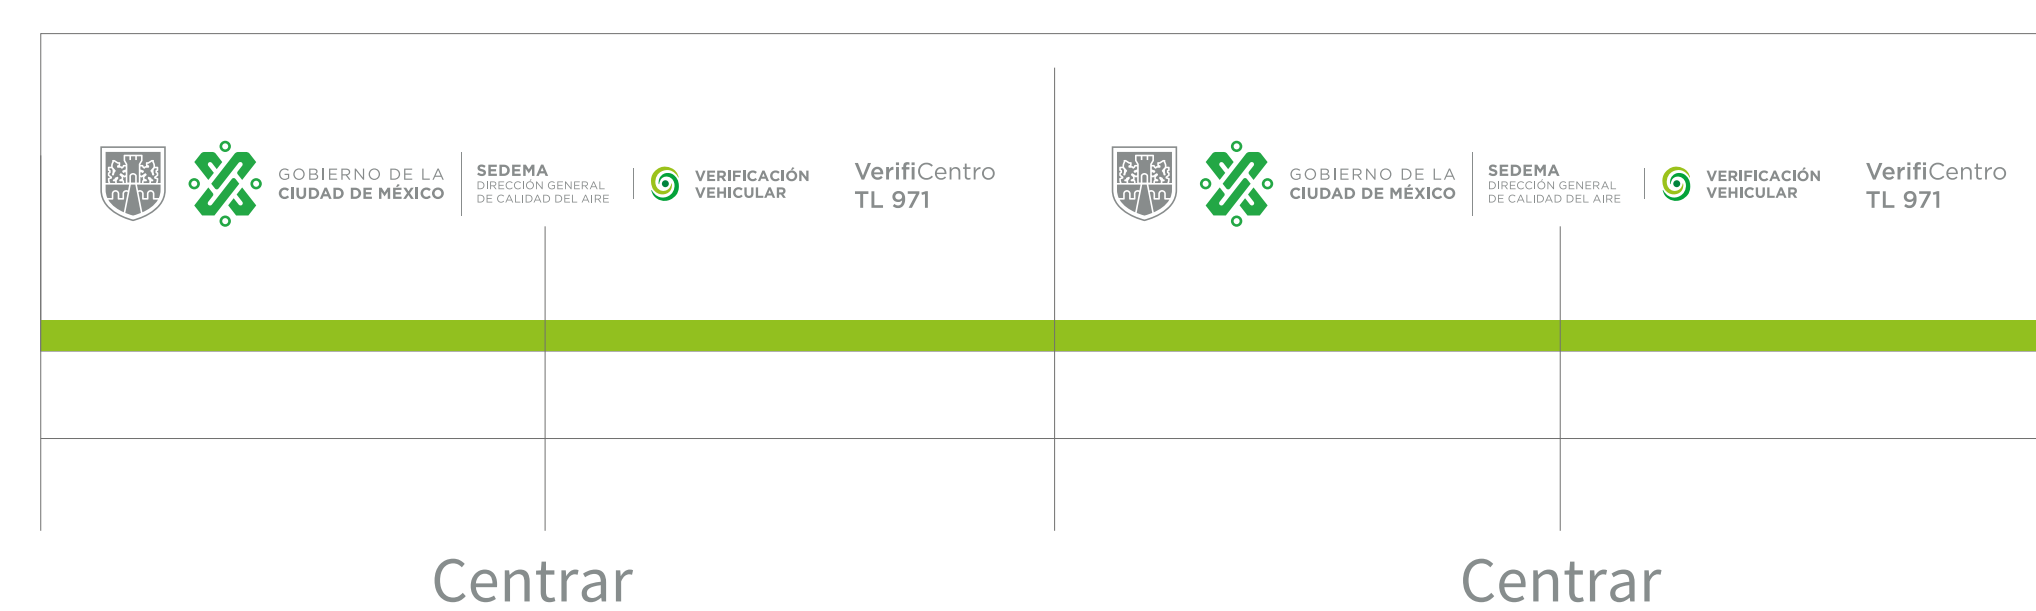 GOBIERNO DE LA
CIUDAD DE MÉXICO
SEDEMA
DIRECCIÓN GENERAL
DE CALIDAD DEL AIRE
VERIFICACIÓN
VEHICULAR
VerifiCentro
TL 971
GOBIERNO DE LA
CIUDAD DE MÉXICO
SEDEMA
DIRECCIÓN GENERAL
DE CALIDAD DEL AIRE
VERIFICACIÓN
VEHICULAR
VerifiCentro
TL 971
Centrar
Centrar